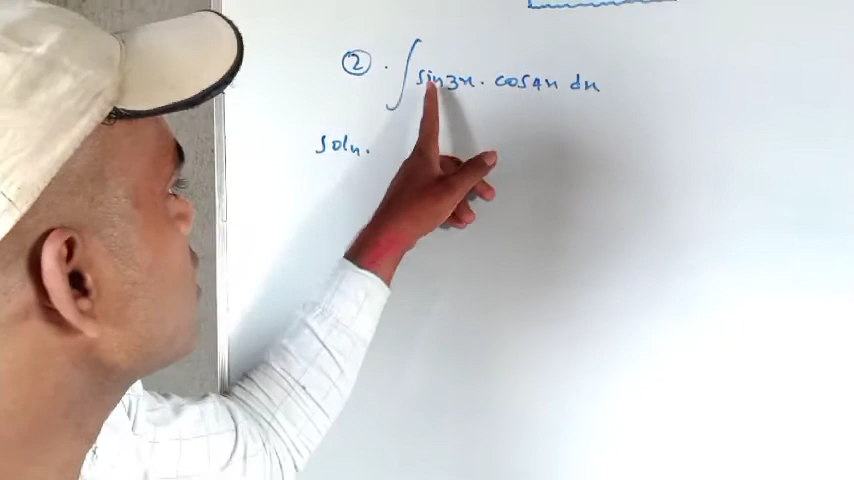 ② . ∫ sin3x . cos4x dx
soln.